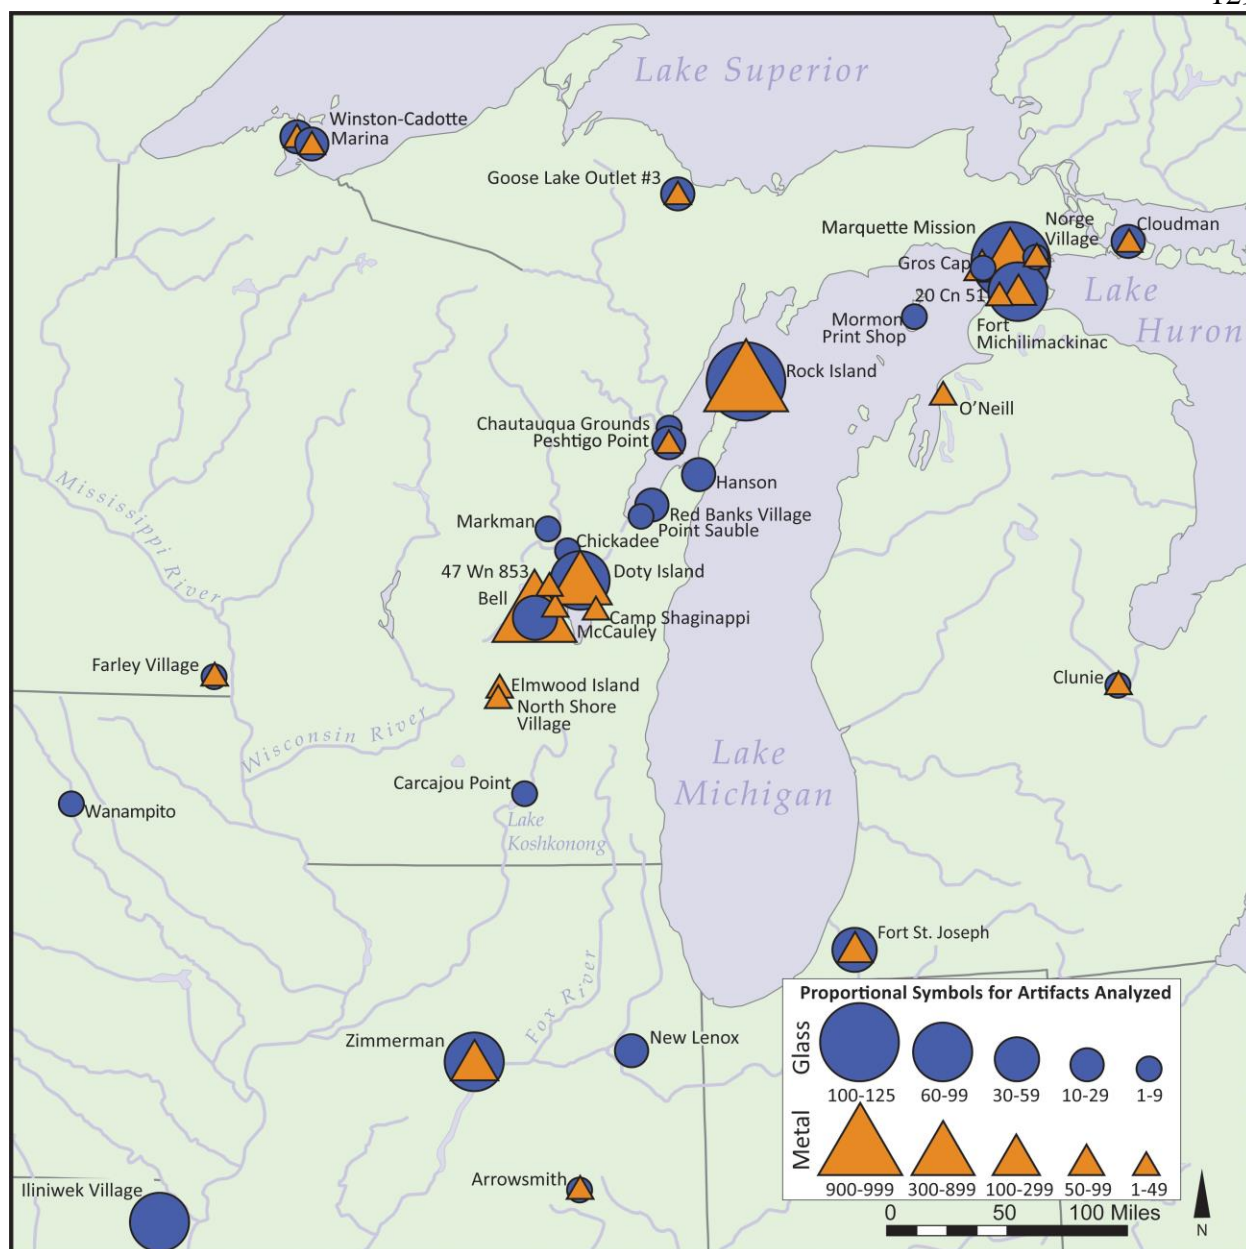 Lake Superior
Winston-Cadotte
Marina
Goose Lake Outlet #3
Marquette Mission
Norge
Village
Cloudman
Gros Cap
20 Cn 51
Lake
Huron
Mormon
Print Shop
Fort
Michilimackinac
Rock Island
O'Neill
Chautauqua Grounds
Peshtigo Point
Hanson
Mississippi River
Red Banks Village
Point Sauble
Markman
Chickadee
47 Wn 853
Doty Island
Bell
Camp Shaginappi
McCauley
Farley Village
Clunie
Elmwood Island
North Shore
Village
Wisconsin River
Lake
Michigan
Carcajou Point
Wanampito
Lake
Koshkonong
Fort St. Joseph
Fox River
Zimmerman
New Lenox
Arrowsmith
Iliniwek Village
Proportional Symbols for Artifacts Analyzed
Glass
100-125 60-99 30-59 10-29 1-9
Metal
900-999 300-899 100-299 50-99 1-49
0 50 100 Miles
N